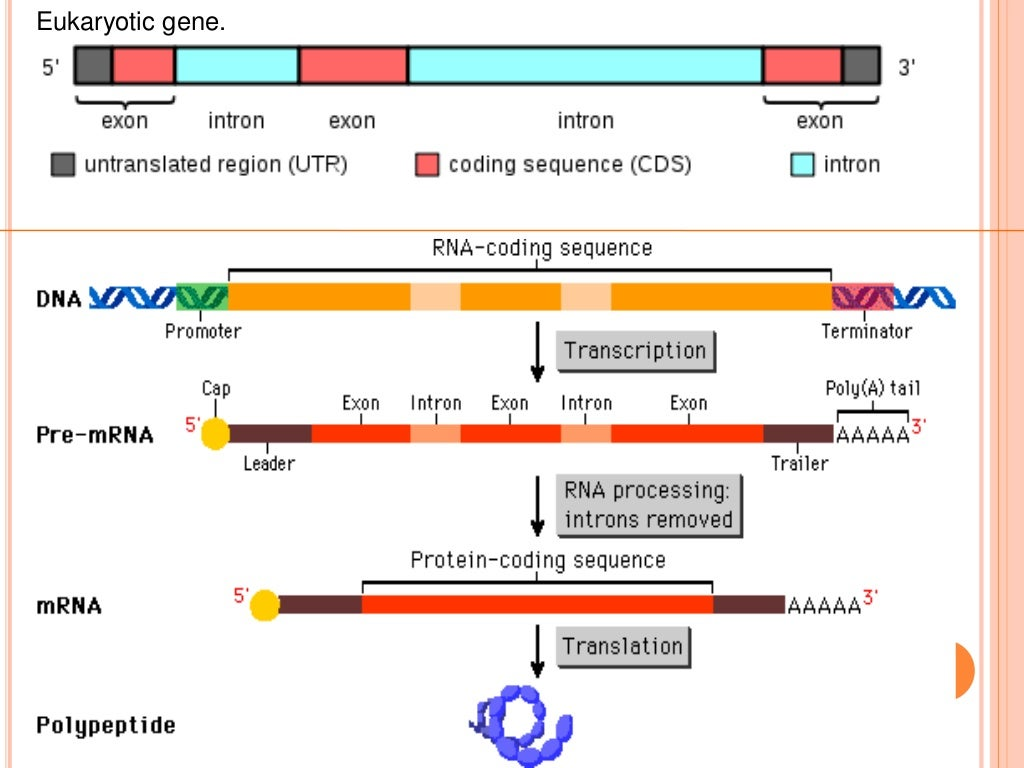 Eukaryotic gene.
5' 3'
exon intron exon intron exon
untranslated region (UTR) coding sequence (CDS) intron
RNA-coding sequence
DNA
Promoter Terminator
Transcription
Cap Poly(A) tail
Exon Intron Exon Intron Exon
Pre-mRNA 5' AAAAA 3'
Leader Trailer
RNA processing:
introns removed
Protein-coding sequence
mRNA 5' AAAAA 3'
Translation
Polypeptide